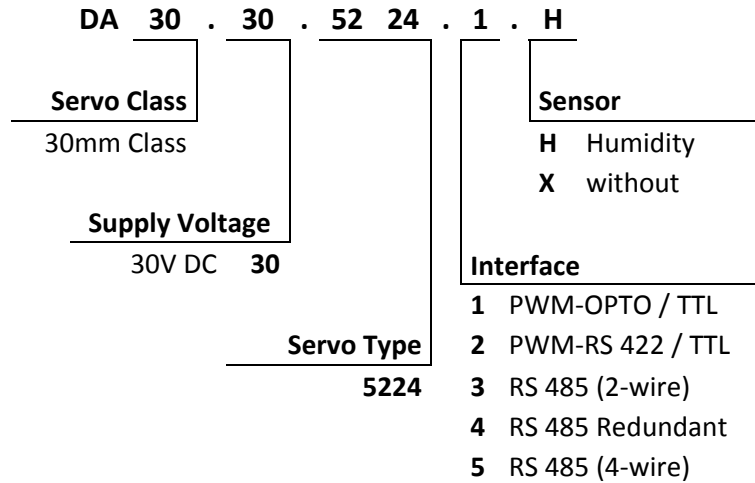 DA 30 . 30 . 52 24 . 1 . H
Servo Class
30mm Class
Supply Voltage
30V DC 30
Servo Type
5224
Sensor
H Humidity
X without
Interface
1 PWM-OPTO / TTL
2 PWM-RS 422 / TTL
3 RS 485 (2-wire)
4 RS 485 Redundant
5 RS 485 (4-wire)